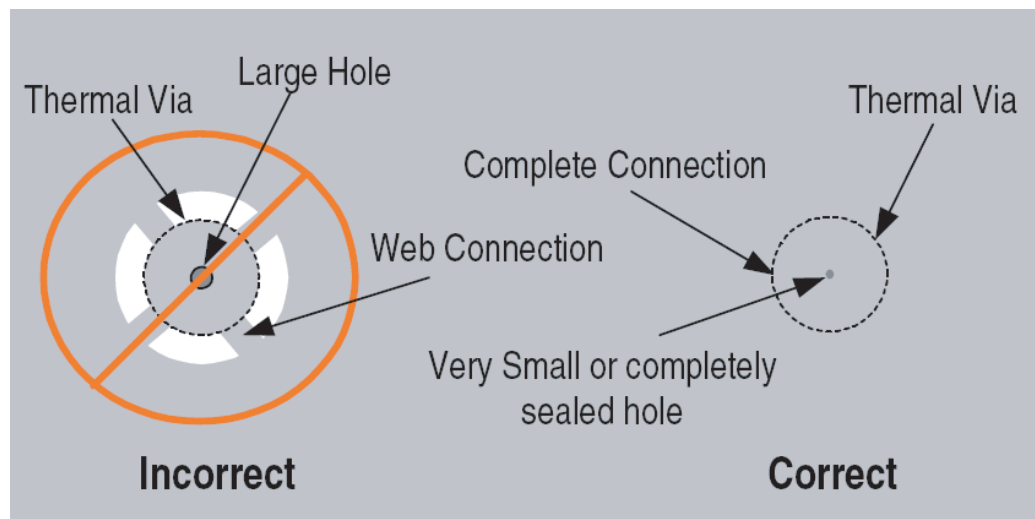 Large Hole
Thermal Via
Web Connection
Incorrect
Thermal Via
Complete Connection
Very Small or completely
sealed hole
Correct